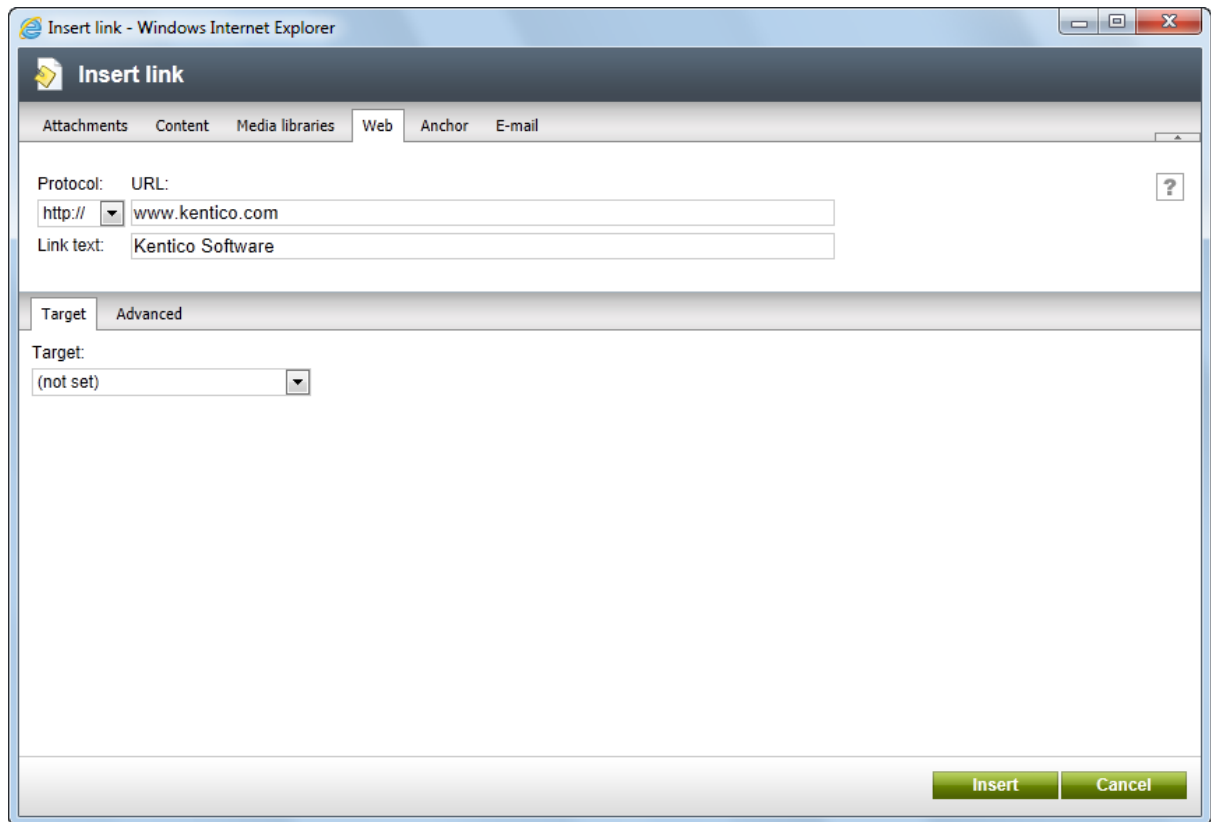 Insert link - Windows Internet Explorer
Insert link
Attachments Content Media libraries Web Anchor E-mail
Protocol: URL:
http:// www.kentico.com
?
Link text: Kentico Software
Target Advanced
Target:
(not set)
Insert Cancel